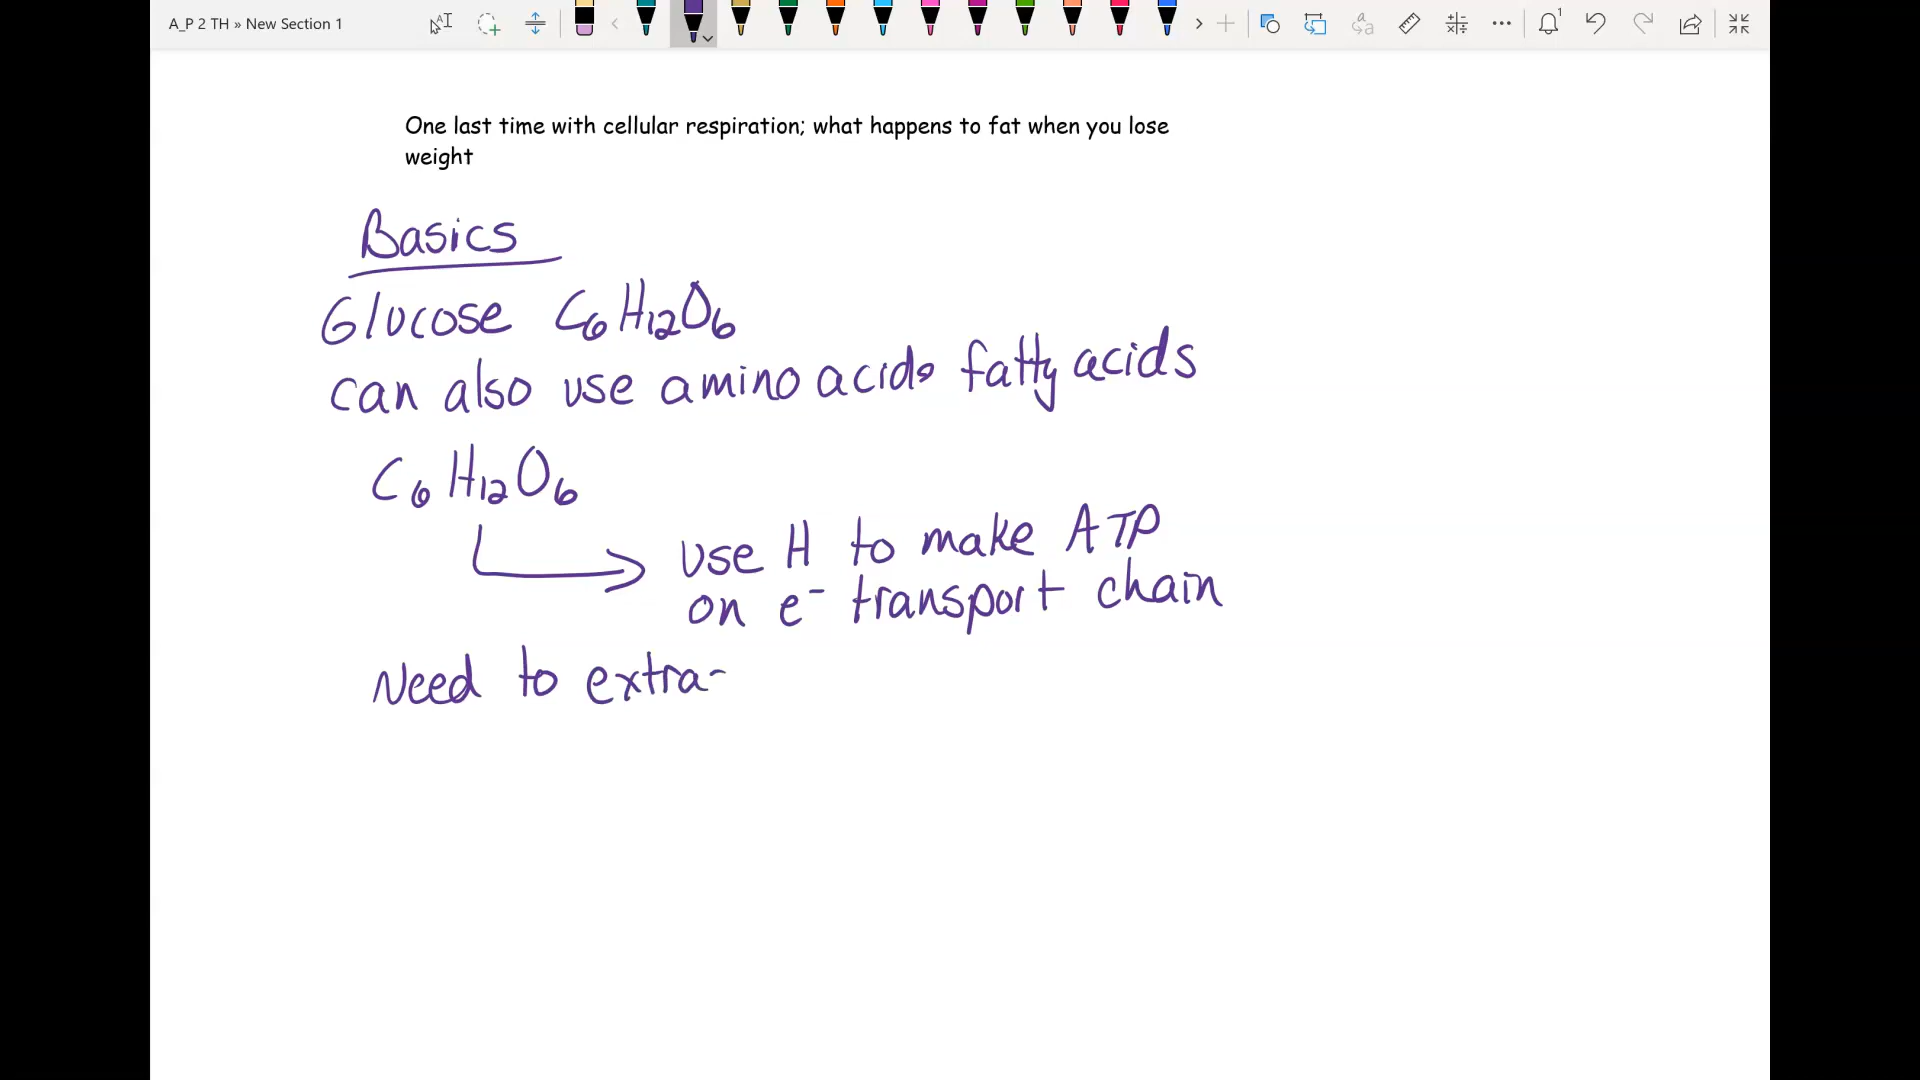 A_P 2 TH » New Section 1
One last time with cellular respiration; what happens to fat when you lose
weight
Basics
Glucose C6H12O6
can also use amino acids fatty acids
C6H12O6
use H to make ATP
on e⁻ transport chain
Need to extra